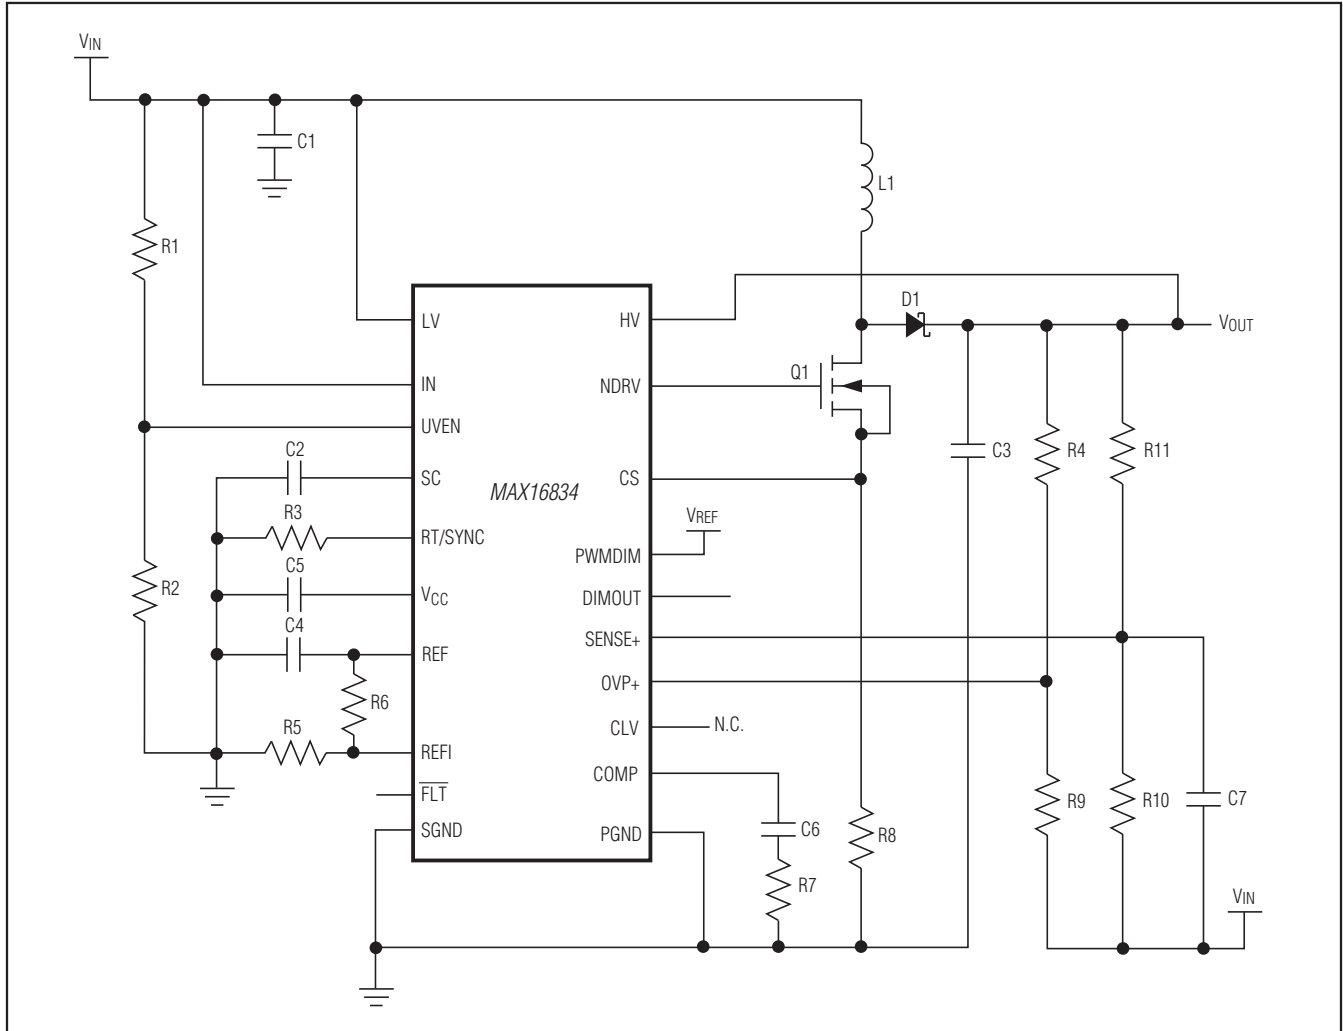 VIN
C1
L1
R1
D1
LV
HV
VOUT
Q1
IN
NDRV
UVEN
C2
C3
R4
R11
SC
CS
MAX16834
R3
VREF
RT/SYNC
PWMDIM
C5
R2
VCC
DIMOUT
C4
SENSE+
REF
OVP+
R6
CLV
N.C.
R5
REFI
COMP
FLT
R9
R10
C7
SGND
PGND
C6
R8
R7
VIN